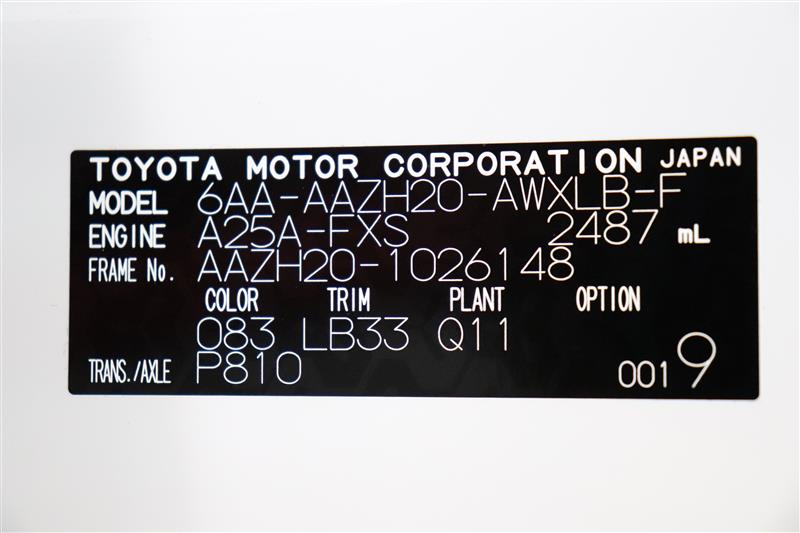 TOYOTA MOTOR CORPORATION JAPAN
MODEL 6AA-AAZH20-AWXLB-F
ENGINE A25A-FXS 2487 mL
FRAME No. AAZH20-1026148
COLOR TRIM PLANT OPTION
083 LB33 Q11
TRANS./AXLE P810 0019